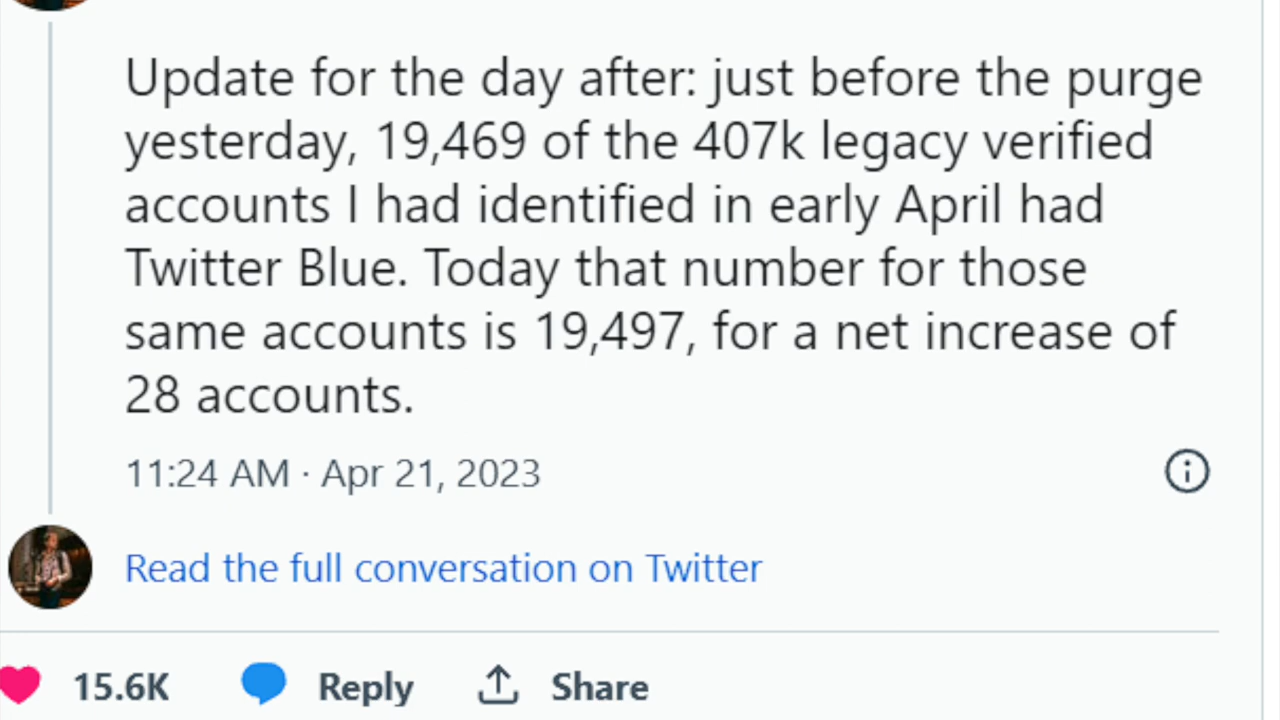 Update for the day after: just before the purge
yesterday, 19,469 of the 407k legacy verified
accounts I had identified in early April had
Twitter Blue. Today that number for those
same accounts is 19,497, for a net increase of
28 accounts.
11:24 AM · Apr 21, 2023
Read the full conversation on Twitter
15.6K Reply Share